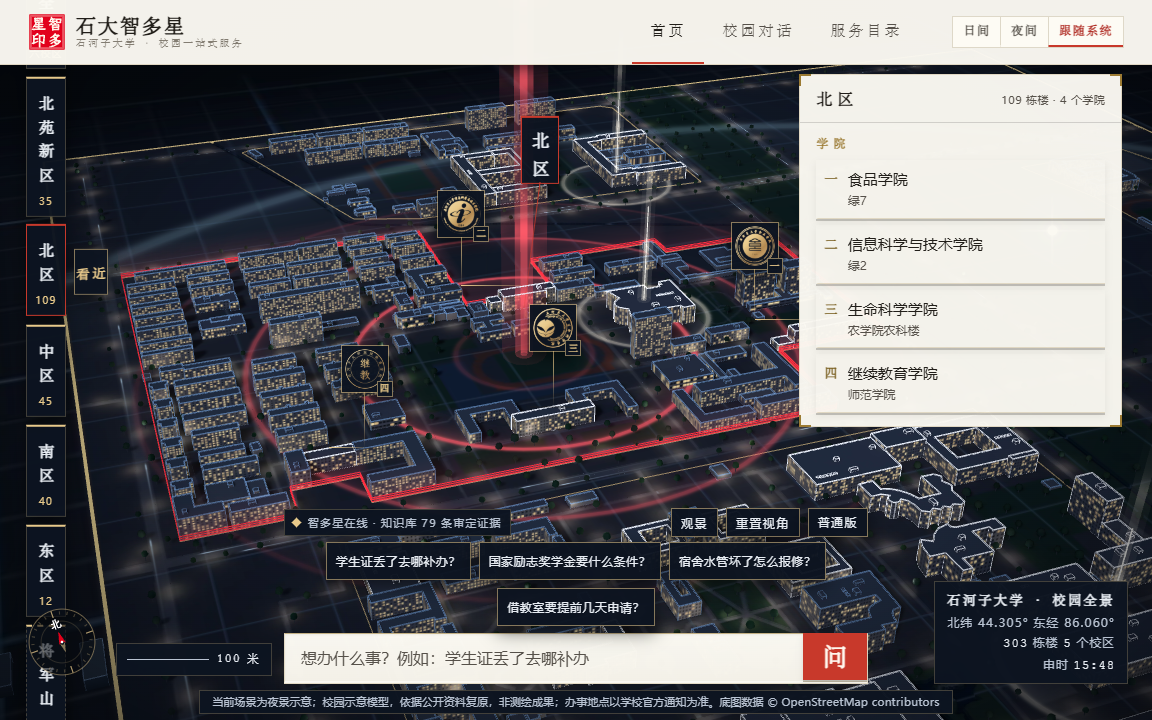 星智
印多
石大智多星
石河子大学 · 校园一站式服务
首页
校园对话
服务目录
日间
夜间
跟随系统
北苑新区
35
北区
109
看近
中区
45
南区
40
东区
12
将军山
北
北区
二
一
三
继教
四
北区
109 栋楼 · 4 个学院
学院
一 食品学院
绿7
二 信息科学与技术学院
绿2
三 生命科学学院
农学院农科楼
四 继续教育学院
师范学院
智多星在线 · 知识库 79 条审定证据
观景
重置视角
普通版
学生证丢了去哪补办?
国家励志奖学金要什么条件?
宿舍水管坏了怎么报修?
借教室要提前几天申请?
石河子大学 · 校园全景
北纬 44.305° 东经 86.060°
303 栋楼 5 个校区
申时 15:48
100 米
想办什么事? 例如: 学生证丢了去哪补办
问
当前场景为夜景示意; 校园示意模型, 依据公开资料复原, 非测绘成果; 办事地点以学校官方通知为准。底图数据 © OpenStreetMap contributors